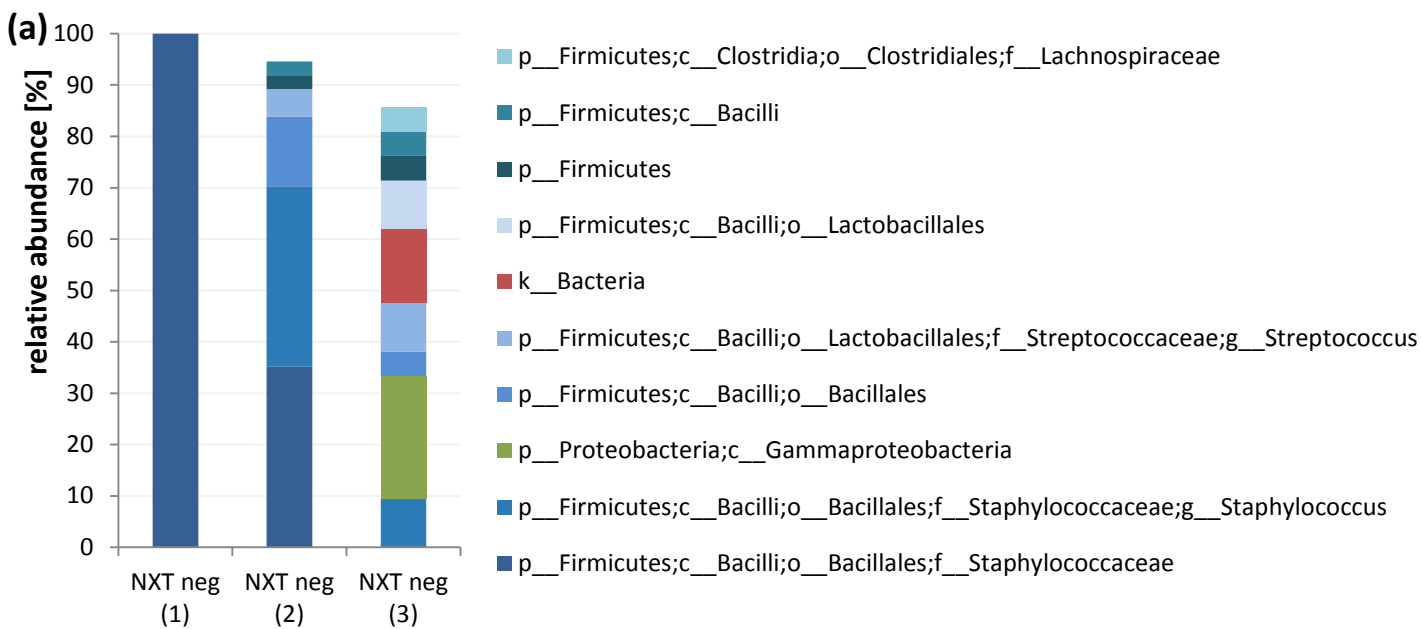 (a)
relative abundance [%]
100
90
80
70
60
50
40
30
20
10
0
NXT neg
(1)
NXT neg
(2)
NXT neg
(3)
p__Firmicutes;c__Clostridia;o__Clostridiales;f__Lachnospiraceae
p__Firmicutes;c__Bacilli
p__Firmicutes
p__Firmicutes;c__Bacilli;o__Lactobacillales
k__Bacteria
p__Firmicutes;c__Bacilli;o__Lactobacillales;f__Streptococcaceae;g__Streptococcus
p__Firmicutes;c__Bacilli;o__Bacillales
p__Proteobacteria;c__Gammaproteobacteria
p__Firmicutes;c__Bacilli;o__Bacillales;f__Staphylococcaceae;g__Staphylococcus
p__Firmicutes;c__Bacilli;o__Bacillales;f__Staphylococcaceae